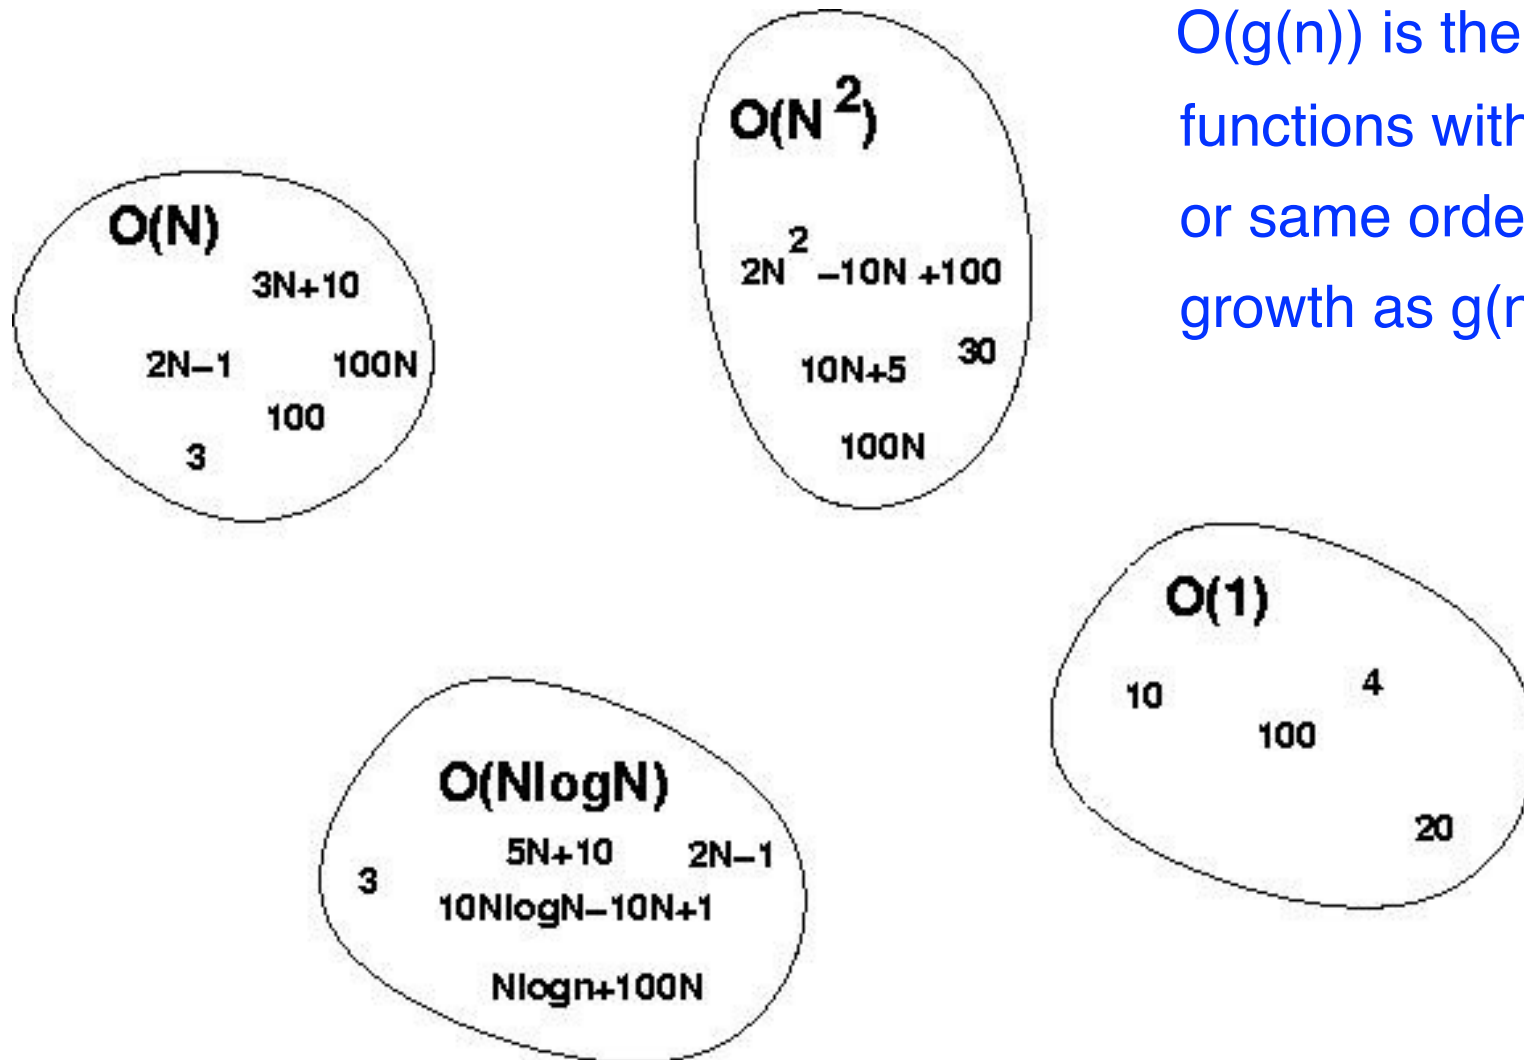 O(g(n)) is the
functions with
or same orde
growth as g(n
O(N)
3N+10
2N−1 100N
100
3
O(N²)
2N² −10N +100
30
10N+5
100N
O(1)
4
10
100
20
O(NlogN)
5N+10 2N−1
3
10NlogN−10N+1
Nlogn+100N